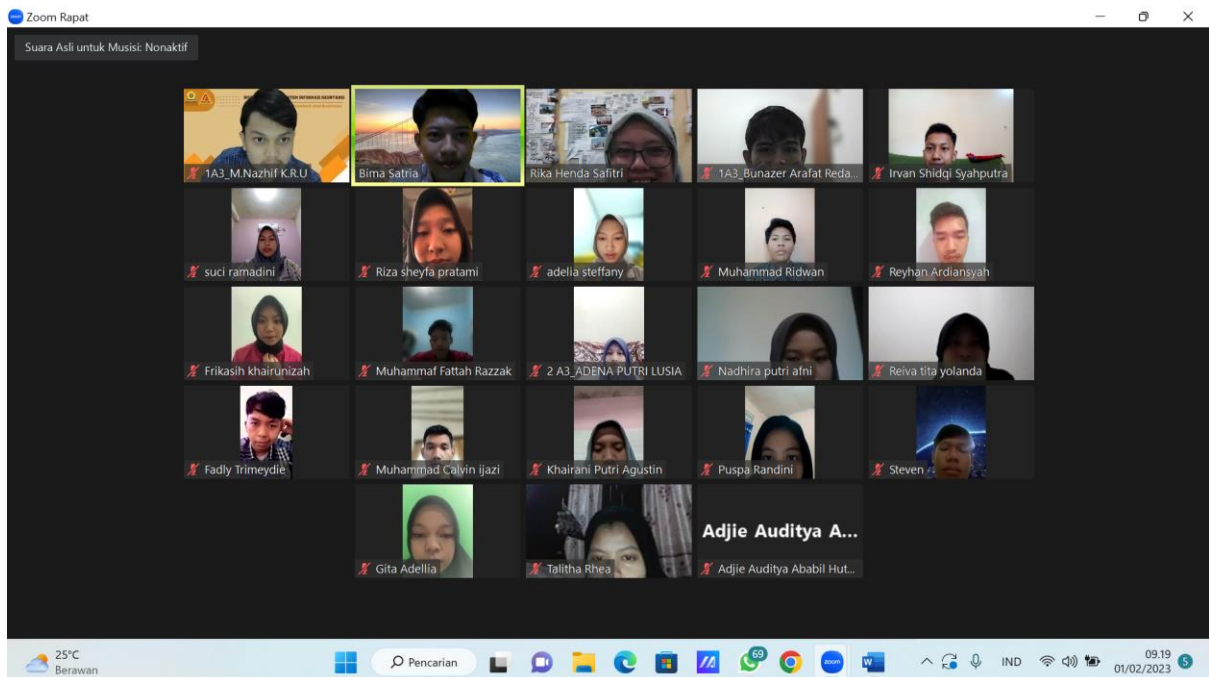 Zoom Rapat
Suara Asli untuk Musisi: Nonaktif
1A3_M.Nazhif K.R.U
Bima Satria
Rika Henda Safitri
1A3_Bunazer Arafat Reda...
Irvan Shidqi Syahputra
suci ramadini
Riza sheyfa pratami
adelia steffany
Muhammad Ridwan
Reyhan Ardiansyah
Frikasih khairunizah
Muhammaf Fattah Razzak
2 A3_ADENA PUTRI LUSIA
Nadhira putri afni
Reiva tita yolanda
Fadly Trimeydie
Muhammad Calvin ijazi
Khairani Putri Agustin
Puspa Randini
Steven
Gita Adellia
Talitha Rhea
Adjie Auditya A...
Adjie Auditya Ababil Hut...
25°C
Berawan
Pencarian
69
zoom
IND
09.19
01/02/2023
5